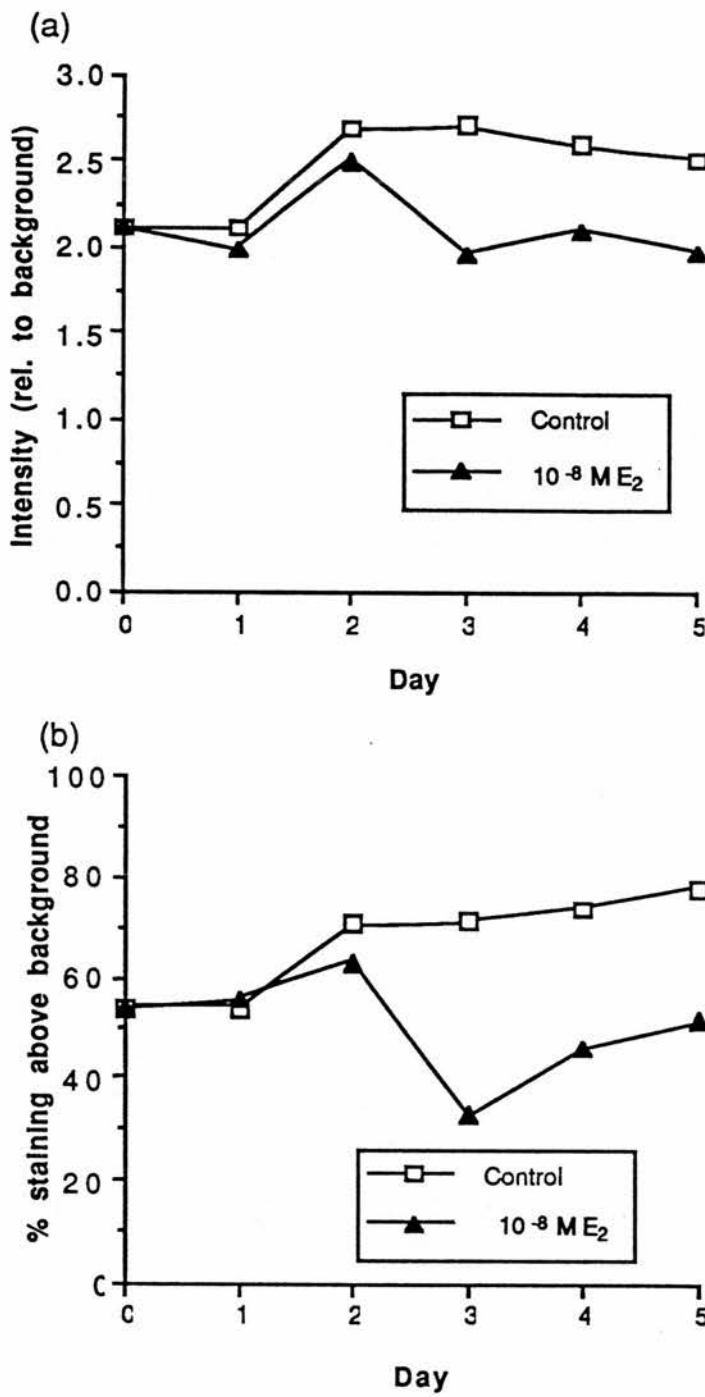 (a)
Intensity (rel. to background)
3.0
2.5
2.0
1.5
1.0
0.5
0.0
Control
10⁻⁸ M E₂
0 1 2 3 4 5
Day
(b)
% staining above background
100
80
60
40
20
C
Control
10⁻⁸ M E₂
0 1 2 3 4 5
Day